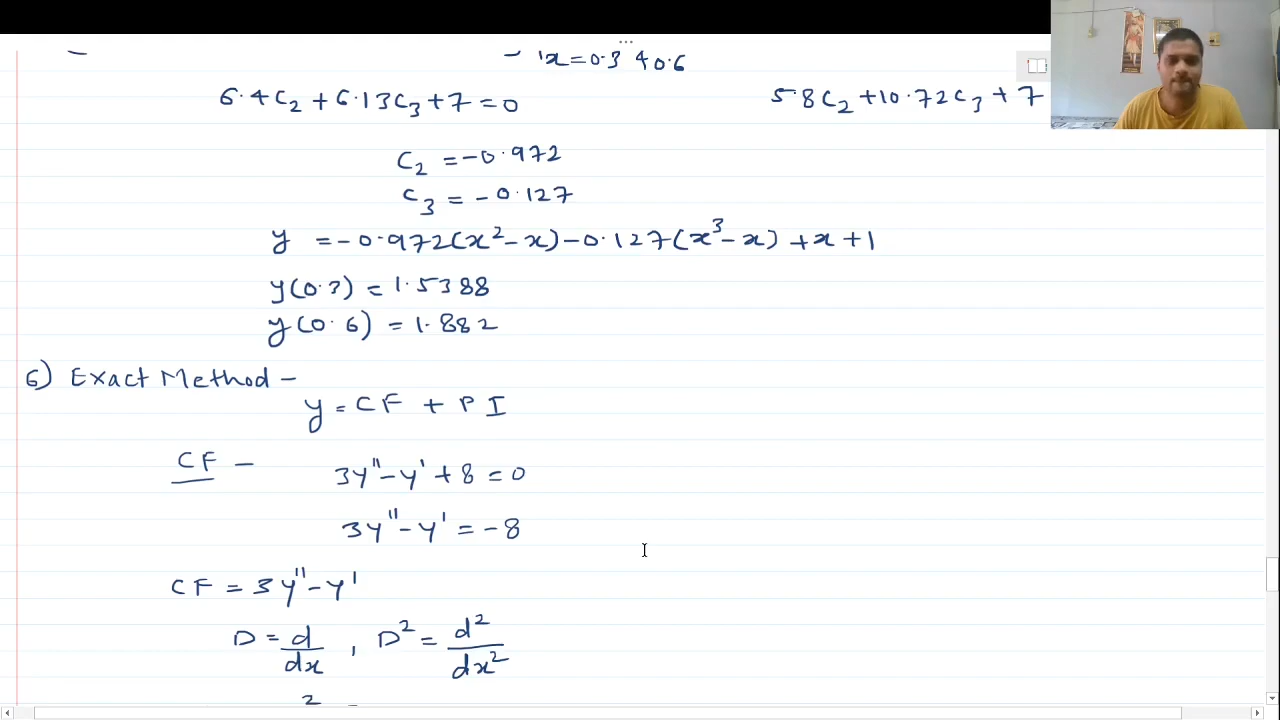 x=0.3 & 0.6
6.4C₂+6.13C₃+7=0
5.8C₂+10.72C₃+7
C₂ =-0.972
C₃ = -0.127
y =-0.972(x²-x)-0.127(x³-x)+x+1
y(0.3)=1.5388
y(0.6)=1.882
6) Exact Method -
y=CF + PI
CF - 3y''-y'+8=0
3y''-y'=-8
CF = 3y''-y'
D = d/dx , D² = d²/dx²